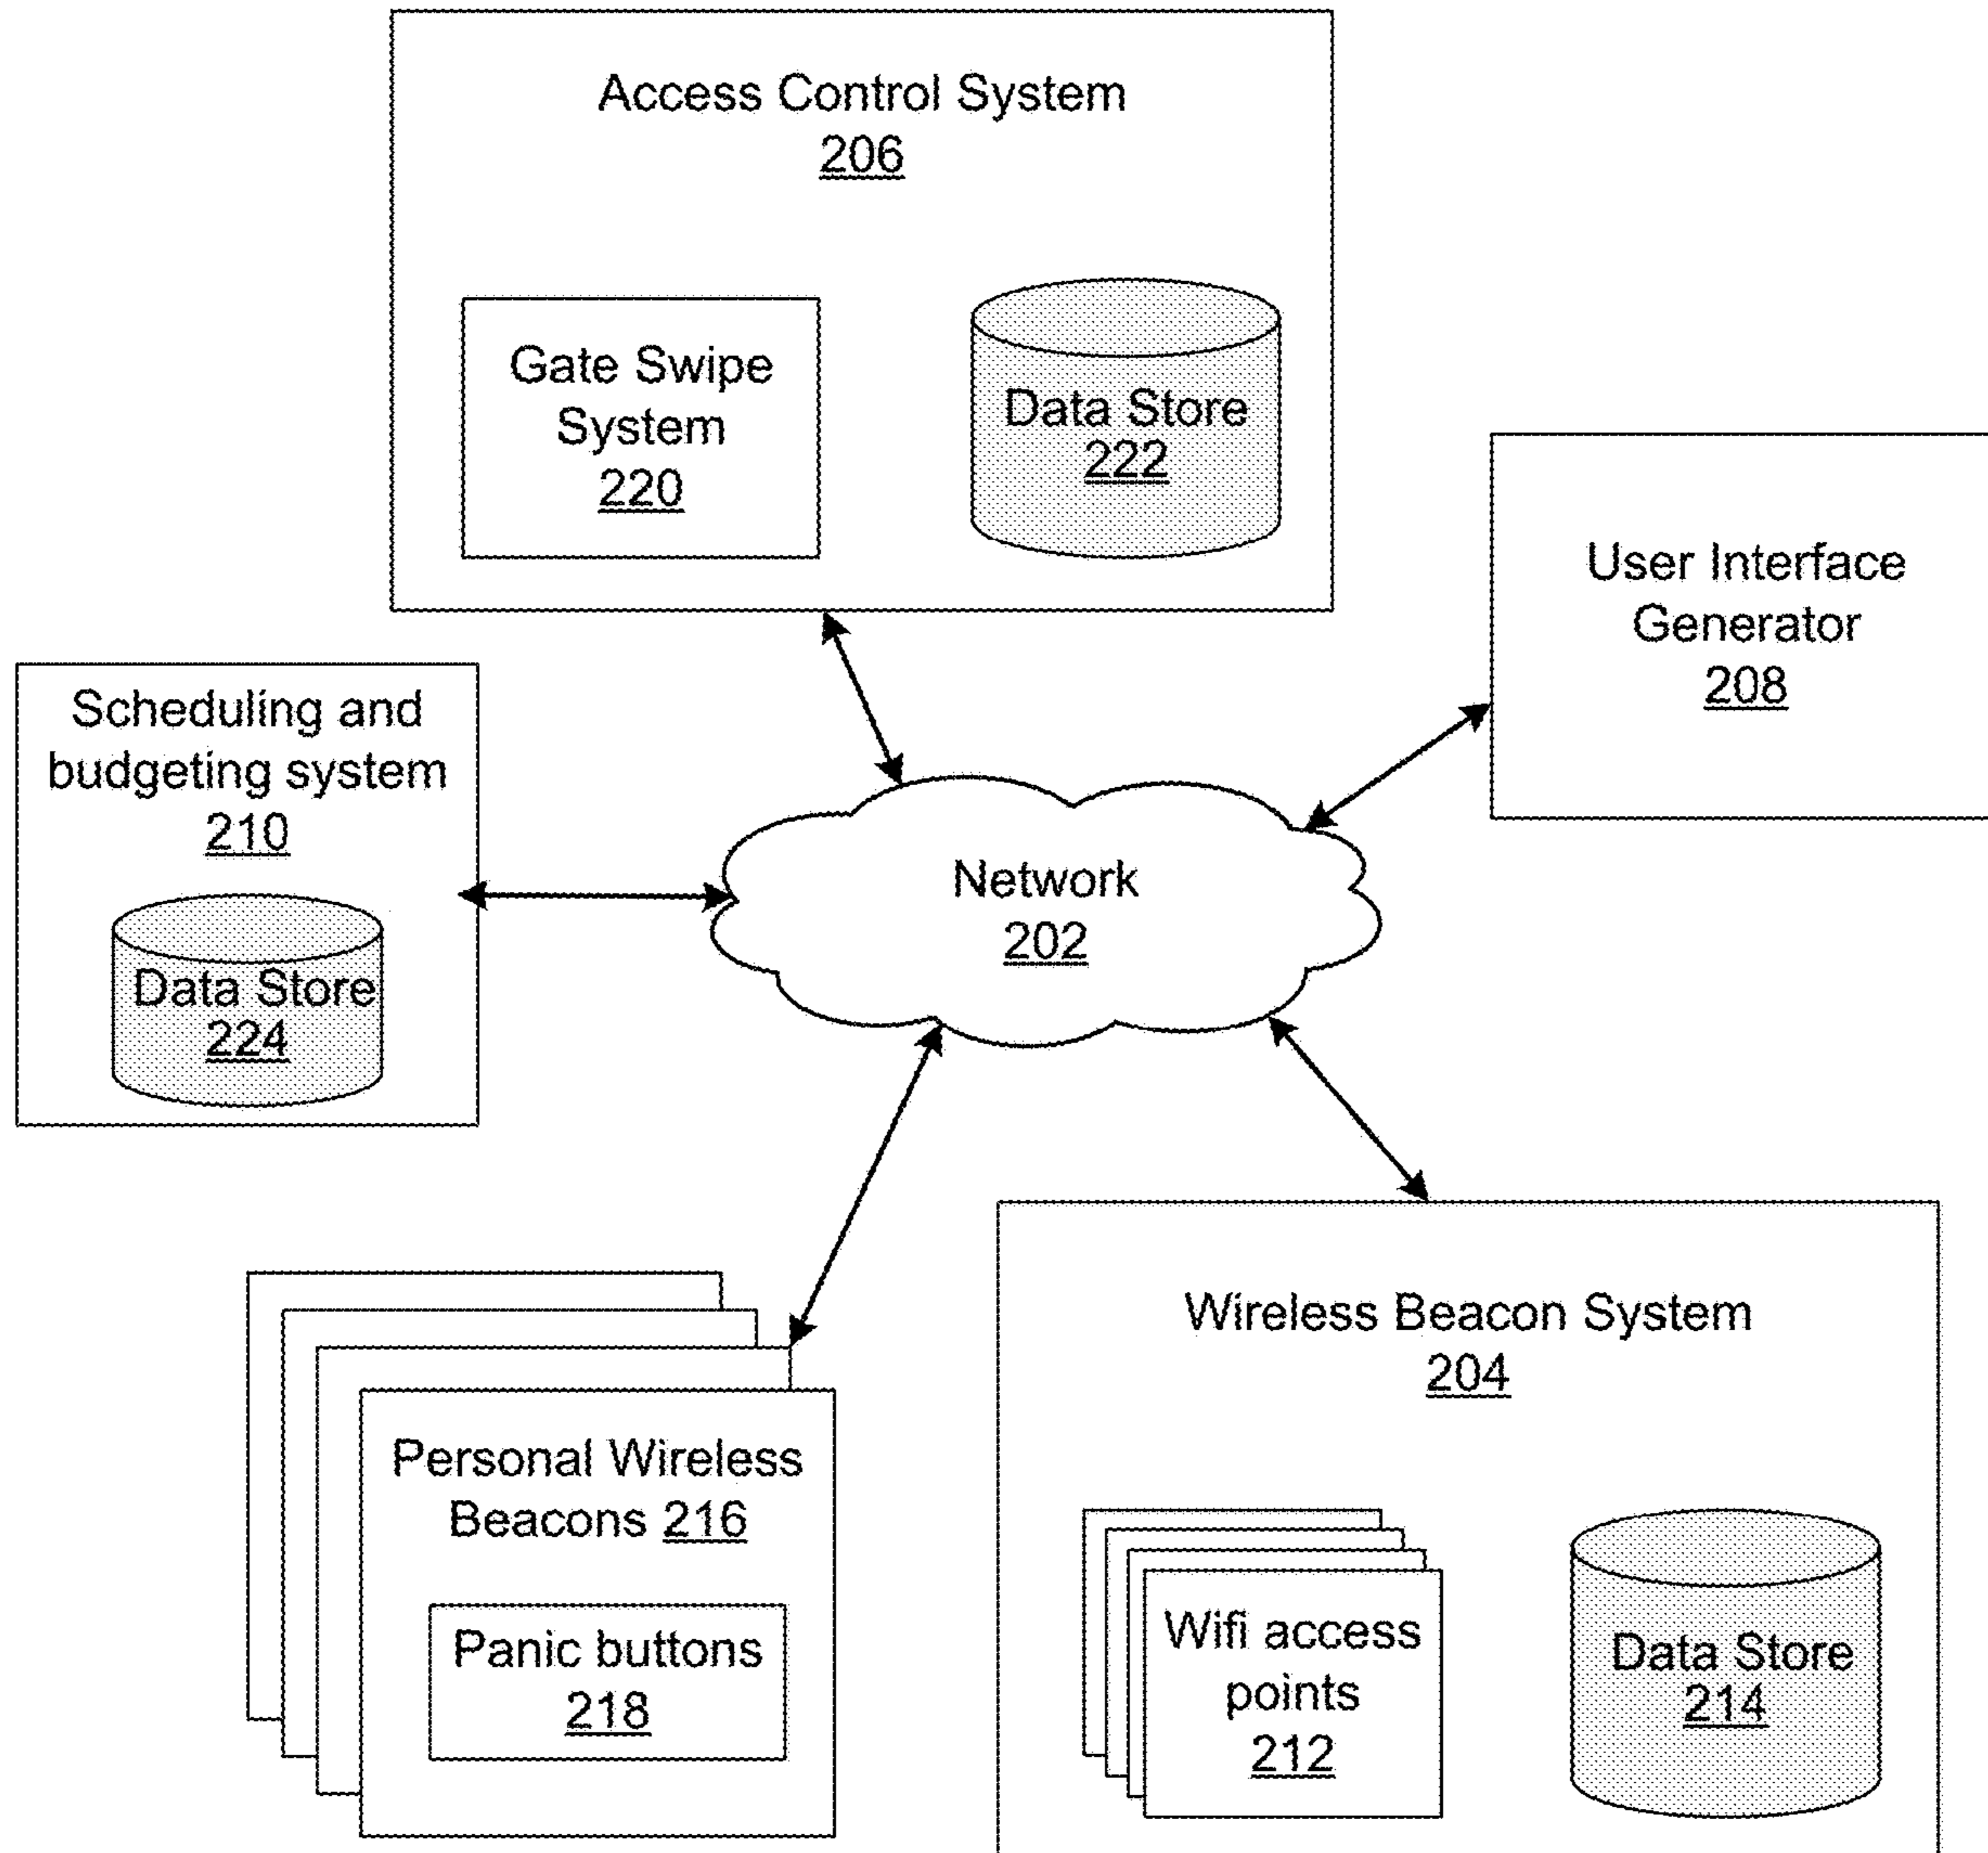 Access Control System
206
Gate Swipe
System
220
Data Store
222
User Interface
Generator
208
Scheduling and
budgeting system
210
Data Store
224
Network
202
Personal Wireless
Beacons 216
Panic buttons
218
Wireless Beacon System
204
Wifi access
points
212
Data Store
214